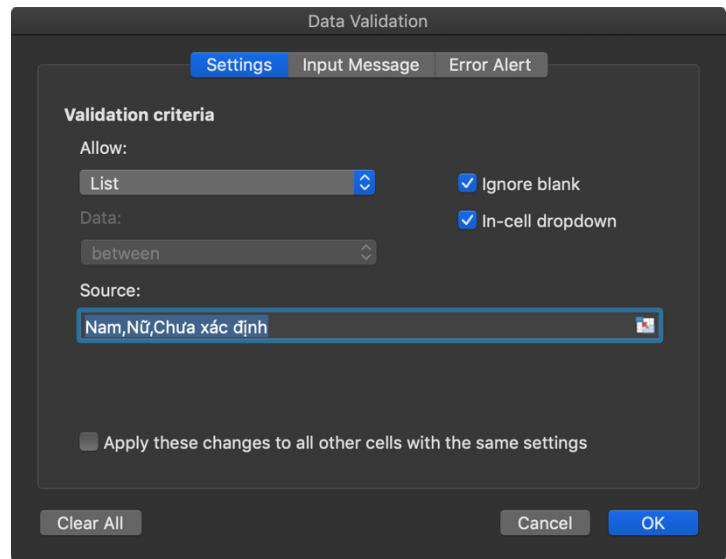 Data Validation
Settings Input Message Error Alert
Validation criteria
Allow:
List
Ignore blank
Data:
In-cell dropdown
between
Source:
Nam,Nữ,Chưa xác định
Apply these changes to all other cells with the same settings
Clear All Cancel OK